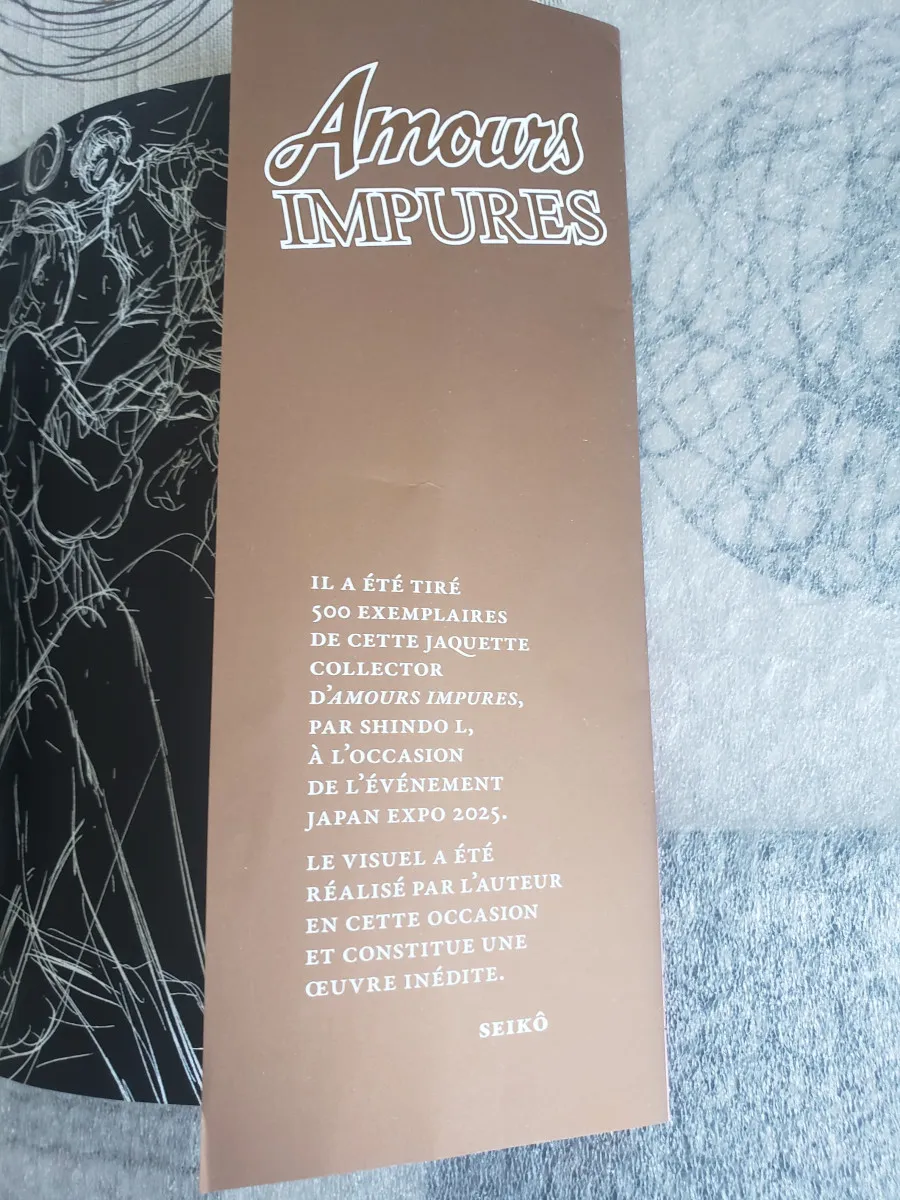 Amours
IMPURES
IL A ÉTÉ TIRÉ
500 EXEMPLAIRES
DE CETTE JAQUETTE
COLLECTOR
D'AMOURS IMPURES,
PAR SHINDO L,
À L'OCCASION
DE L'ÉVÉNEMENT
JAPAN EXPO 2025.
LE VISUEL A ÉTÉ
RÉALISÉ PAR L'AUTEUR
EN CETTE OCCASION
ET CONSTITUE UNE
ŒUVRE INÉDITE.
SEIKÔ